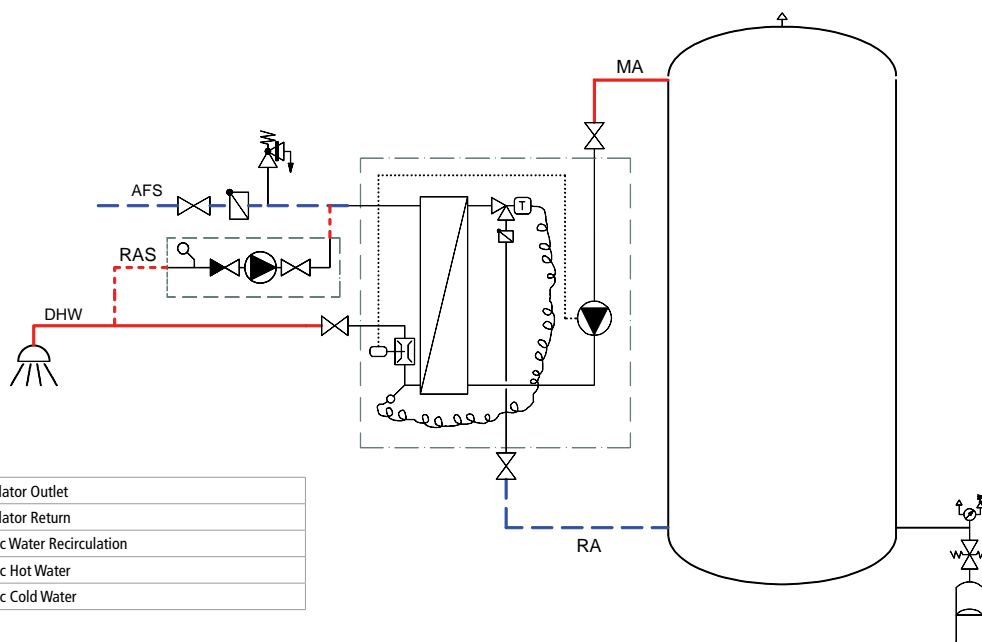 MA
AFS
RAS
DHW
T
RA
lator Outlet
lator Return
c Water Recirculation
c Hot Water
c Cold Water